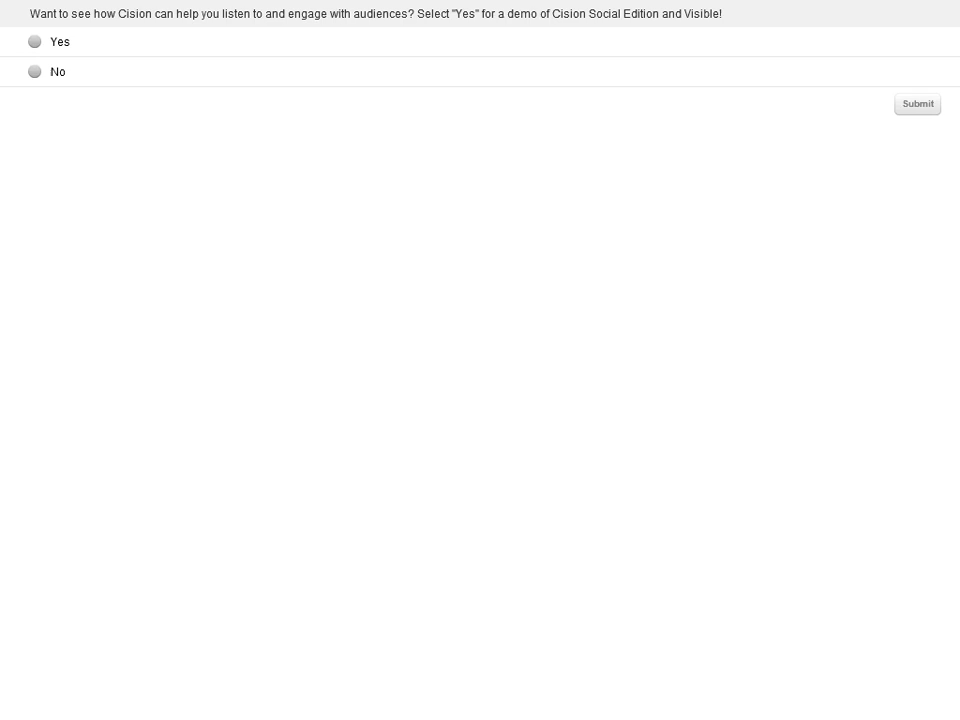 Want to see how Cision can help you listen to and engage with audiences? Select "Yes" for a demo of Cision Social Edition and Visible!
Yes
No
Submit